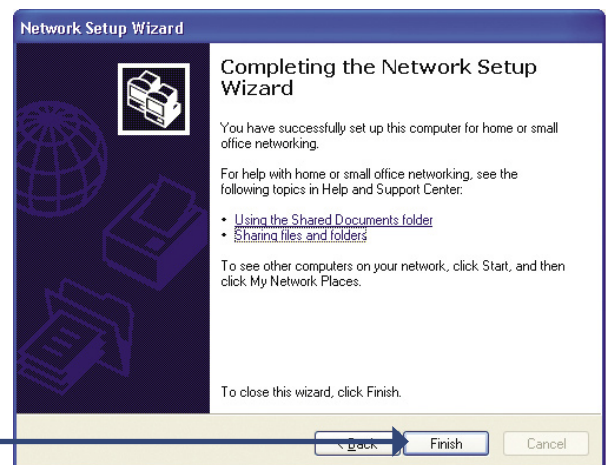 Network Setup Wizard
Completing the Network Setup
Wizard
You have successfully set up this computer for home or small
office networking.
For help with home or small office networking, see the
following topics in Help and Support Center:
• Using the Shared Documents folder
• Sharing files and folders
To see other computers on your network, click Start, and then
click My Network Places.
To close this wizard, click Finish.
< Back Finish Cancel